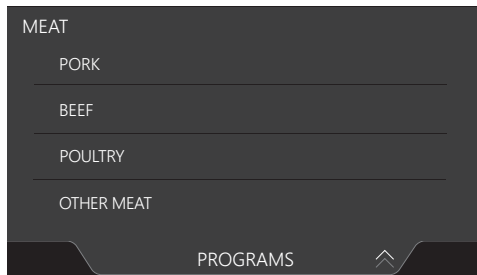 MEAT
PORK
BEEF
POULTRY
OTHER MEAT
PROGRAMS